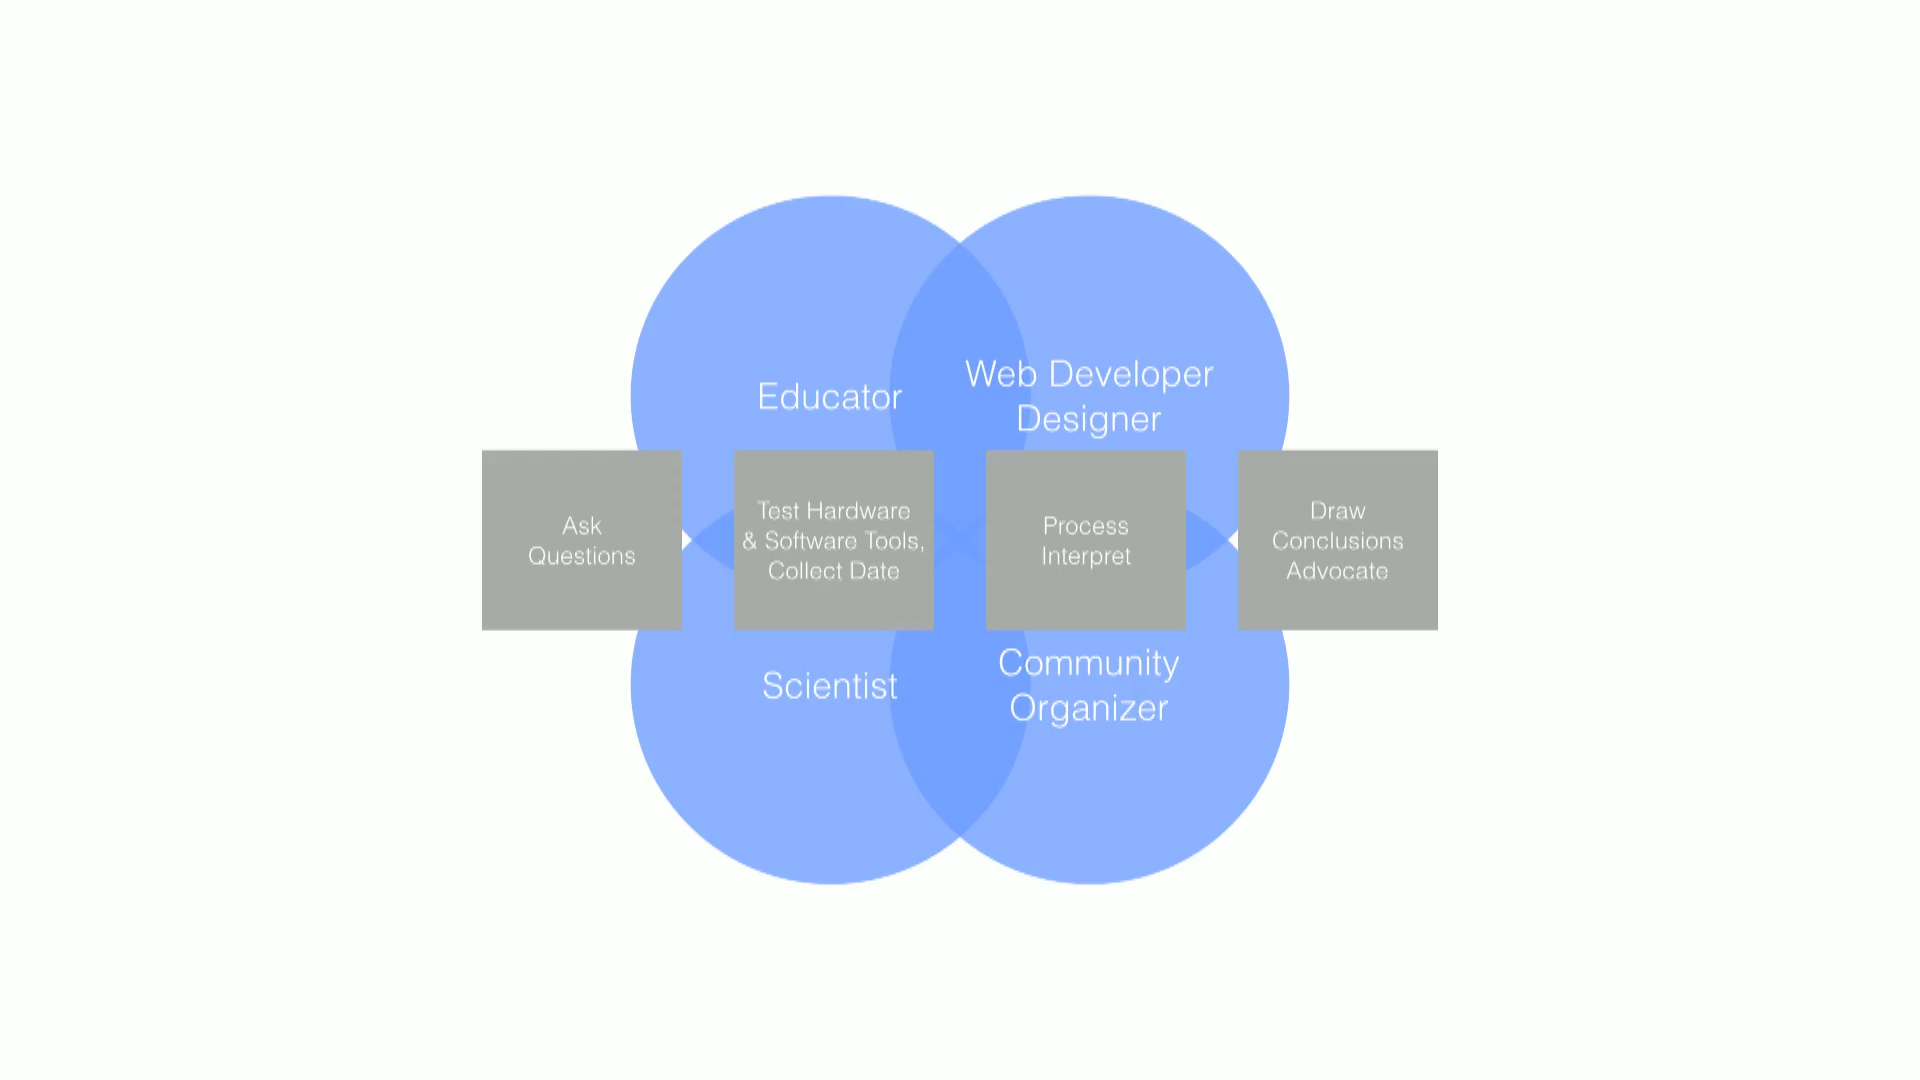 Educator
Web Developer
Designer
Ask
Questions
Test Hardware
& Software Tools,
Collect Date
Process
Interpret
Draw
Conclusions
Advocate
Scientist
Community
Organizer